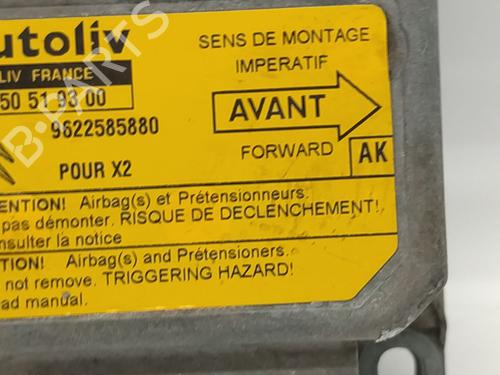 utoliv
LIV FRANCE
50 51 93 00
9622585880
POUR X2
SENS DE MONTAGE
IMPERATIF
AVANT
FORWARD
AK
ENTION! Airbag(s) et Prétensionneurs.
pas démonter. RISQUE DE DECLENCHEMENT!
nsulter la notice
TION! Airbag(s) and Prétensioners.
not remove. TRIGGERING HAZARD!
ad manual.
B-PARTS